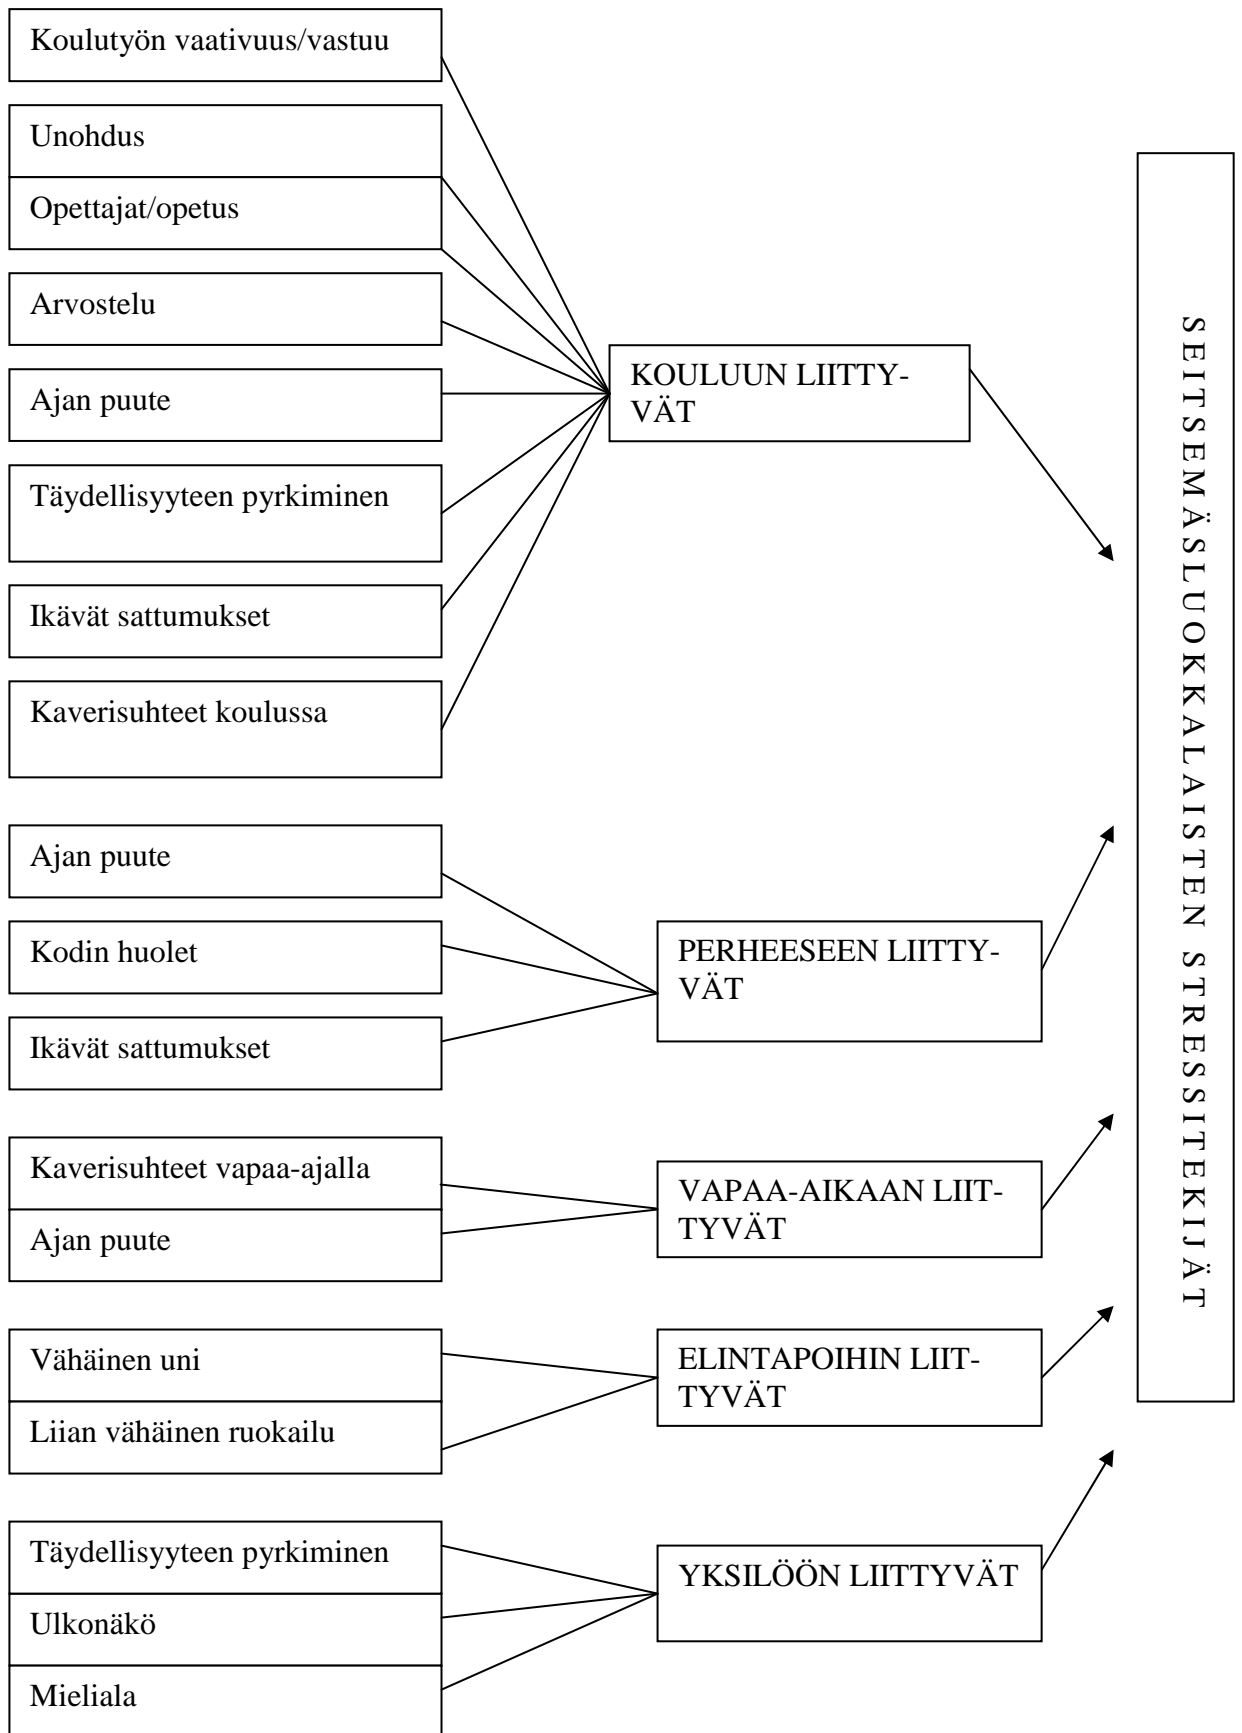 Koulutyön vaativuus/vastuu
Unohdus
Opettajat/opetus
Arvostelu
Ajan puute
Täydellisyyteen pyrkiminen
Ikävät sattumukset
Kaverisuhteet koulussa
KOULUUN LIITTY-
VÄT
Ajan puute
Kodin huolet
Ikävät sattumukset
PERHEESEEN LIITTY-
VÄT
Kaverisuhteet vapaa-ajalla
Ajan puute
VAPAA-AIKAAN LIIT-
TYVÄT
Vähäinen uni
Liian vähäinen ruokailu
ELINTAPOIHIN LIIT-
TYVÄT
Täydellisyyteen pyrkiminen
Ulkonäkö
Mieliala
YKSILÖÖN LIITTYVÄT
SEITSEMÄSLUOKKALAISTEN STRESSITEKIJÄT